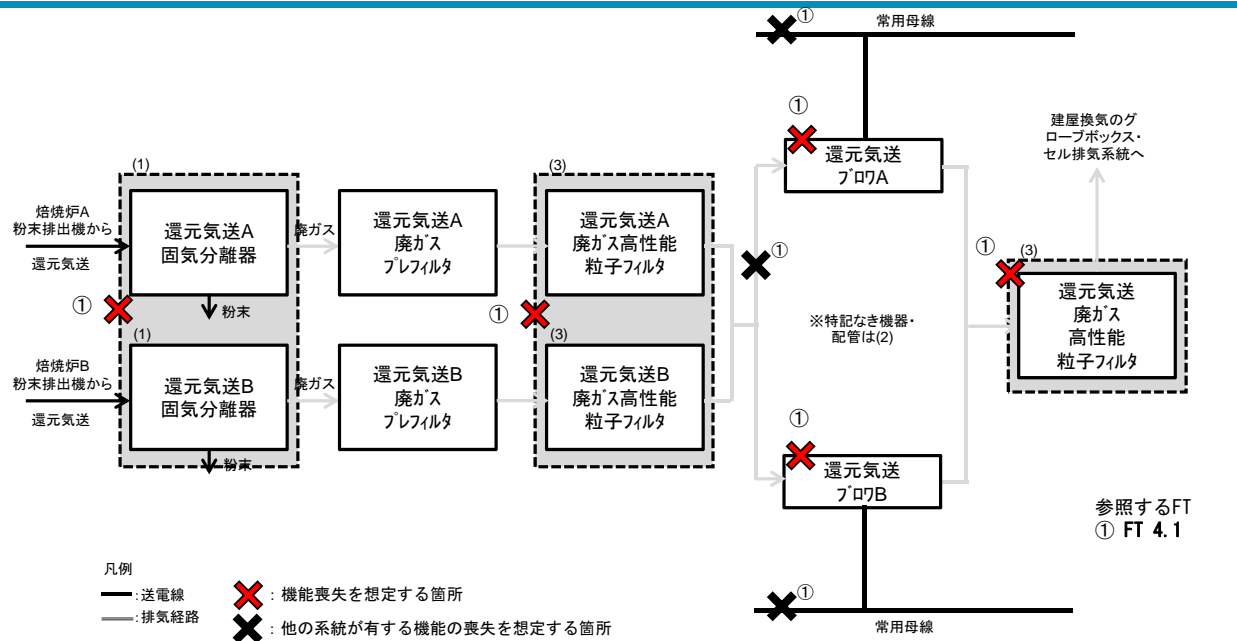 ①
常用母線
①
還元気送
ブロワA
建屋換気のグ
ローブボックス・
セル排気系統へ
(1)
焙焼炉A
粉末排出機から
還元気送
還元気送A
固気分離器
廃ガス
還元気送A
廃ガス
プレフィルタ
(3)
還元気送A
廃ガス高性能
粒子フィルタ
①
①
(3)
還元気送
廃ガス
高性能
粒子フィルタ
①
粉末
①
※特記なき機器・
配管は(2)
(1)
焙焼炉B
粉末排出機から
還元気送
還元気送B
固気分離器
廃ガス
還元気送B
廃ガス
プレフィルタ
(3)
還元気送B
廃ガス高性能
粒子フィルタ
①
還元気送
ブロワB
粉末
参照するFT
① FT 4.1
凡例
:送電線
:排気経路
: 機能喪失を想定する箇所
: 他の系統が有する機能の喪失を想定する箇所
①
常用母線